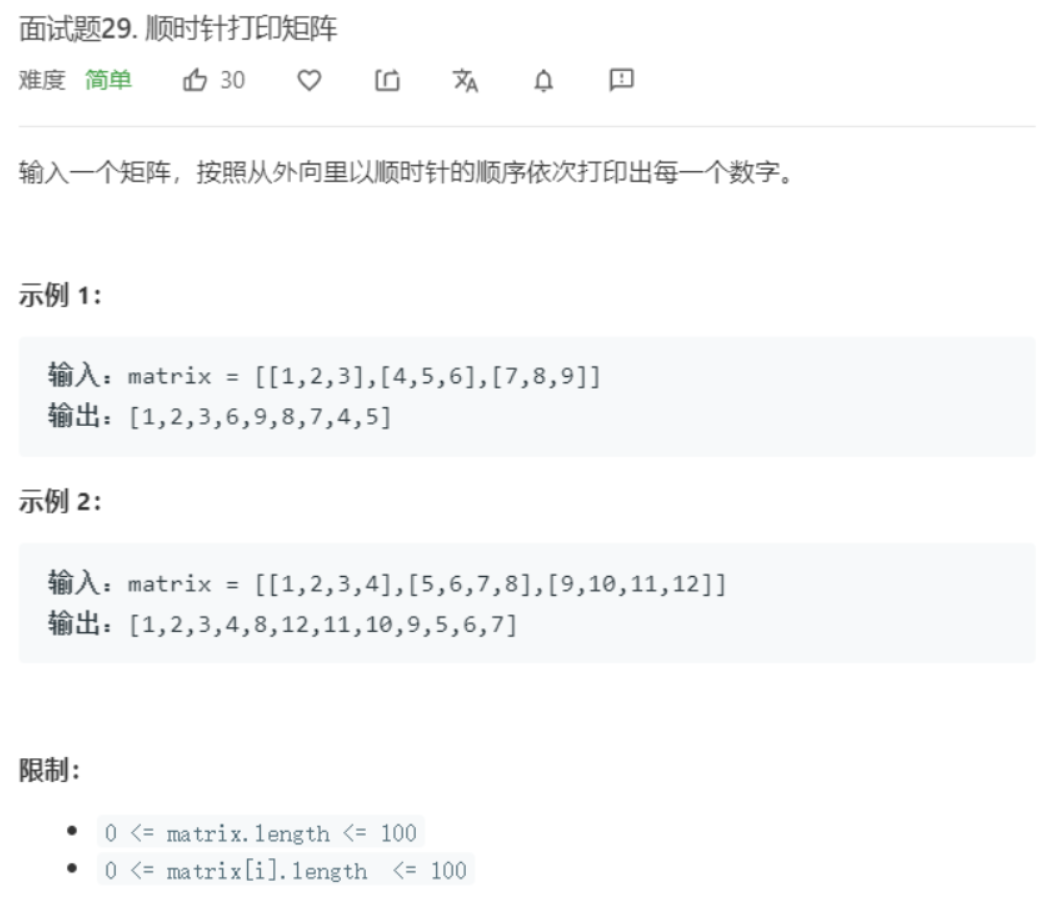 面试题29. 顺时针打印矩阵
难度 简单 30
输入一个矩阵，按照从外向里以顺时针的顺序依次打印出每一个数字。
示例 1：
输入：matrix = [[1,2,3],[4,5,6],[7,8,9]]
输出：[1,2,3,6,9,8,7,4,5]
示例 2：
输入：matrix = [[1,2,3,4],[5,6,7,8],[9,10,11,12]]
输出：[1,2,3,4,8,12,11,10,9,5,6,7]
限制：
0 <= matrix.length <= 100
0 <= matrix[i].length <= 100